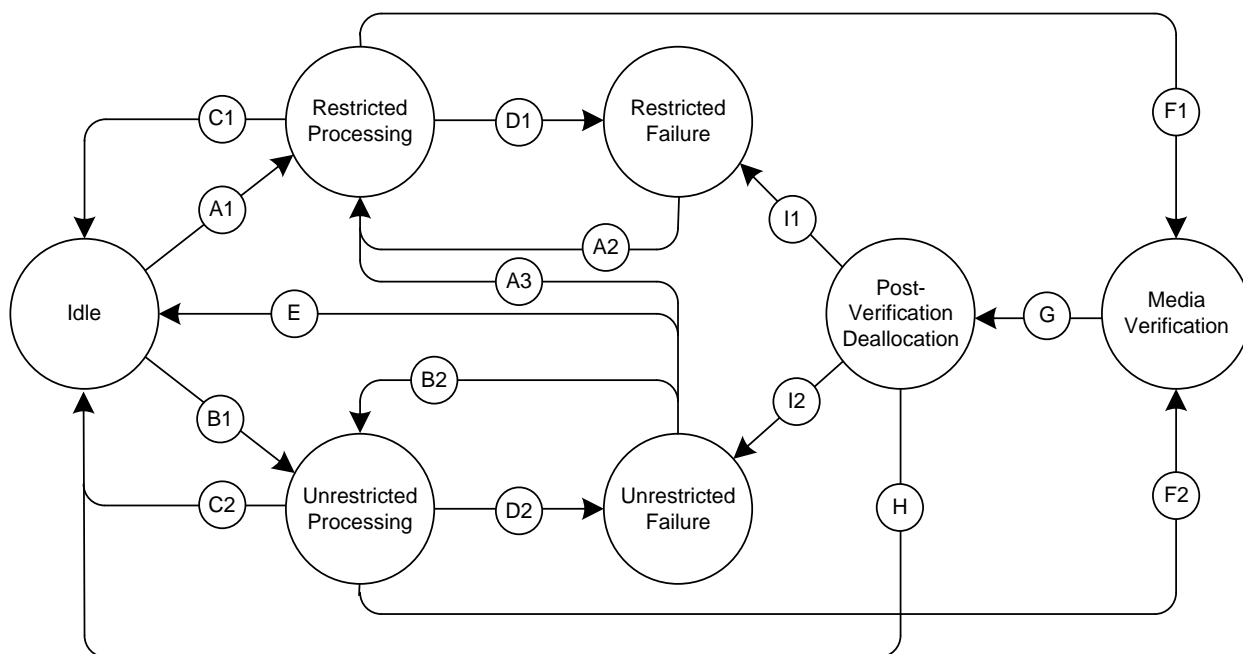 Restricted
Processing
Restricted
Failure
C1
D1
F1
A1
I1
A2
A3
Idle
E
Post-
Verification
Deallocation
G
Media
Verification
B2
B1
I2
Unrestricted
Processing
Unrestricted
Failure
C2
D2
H
F2